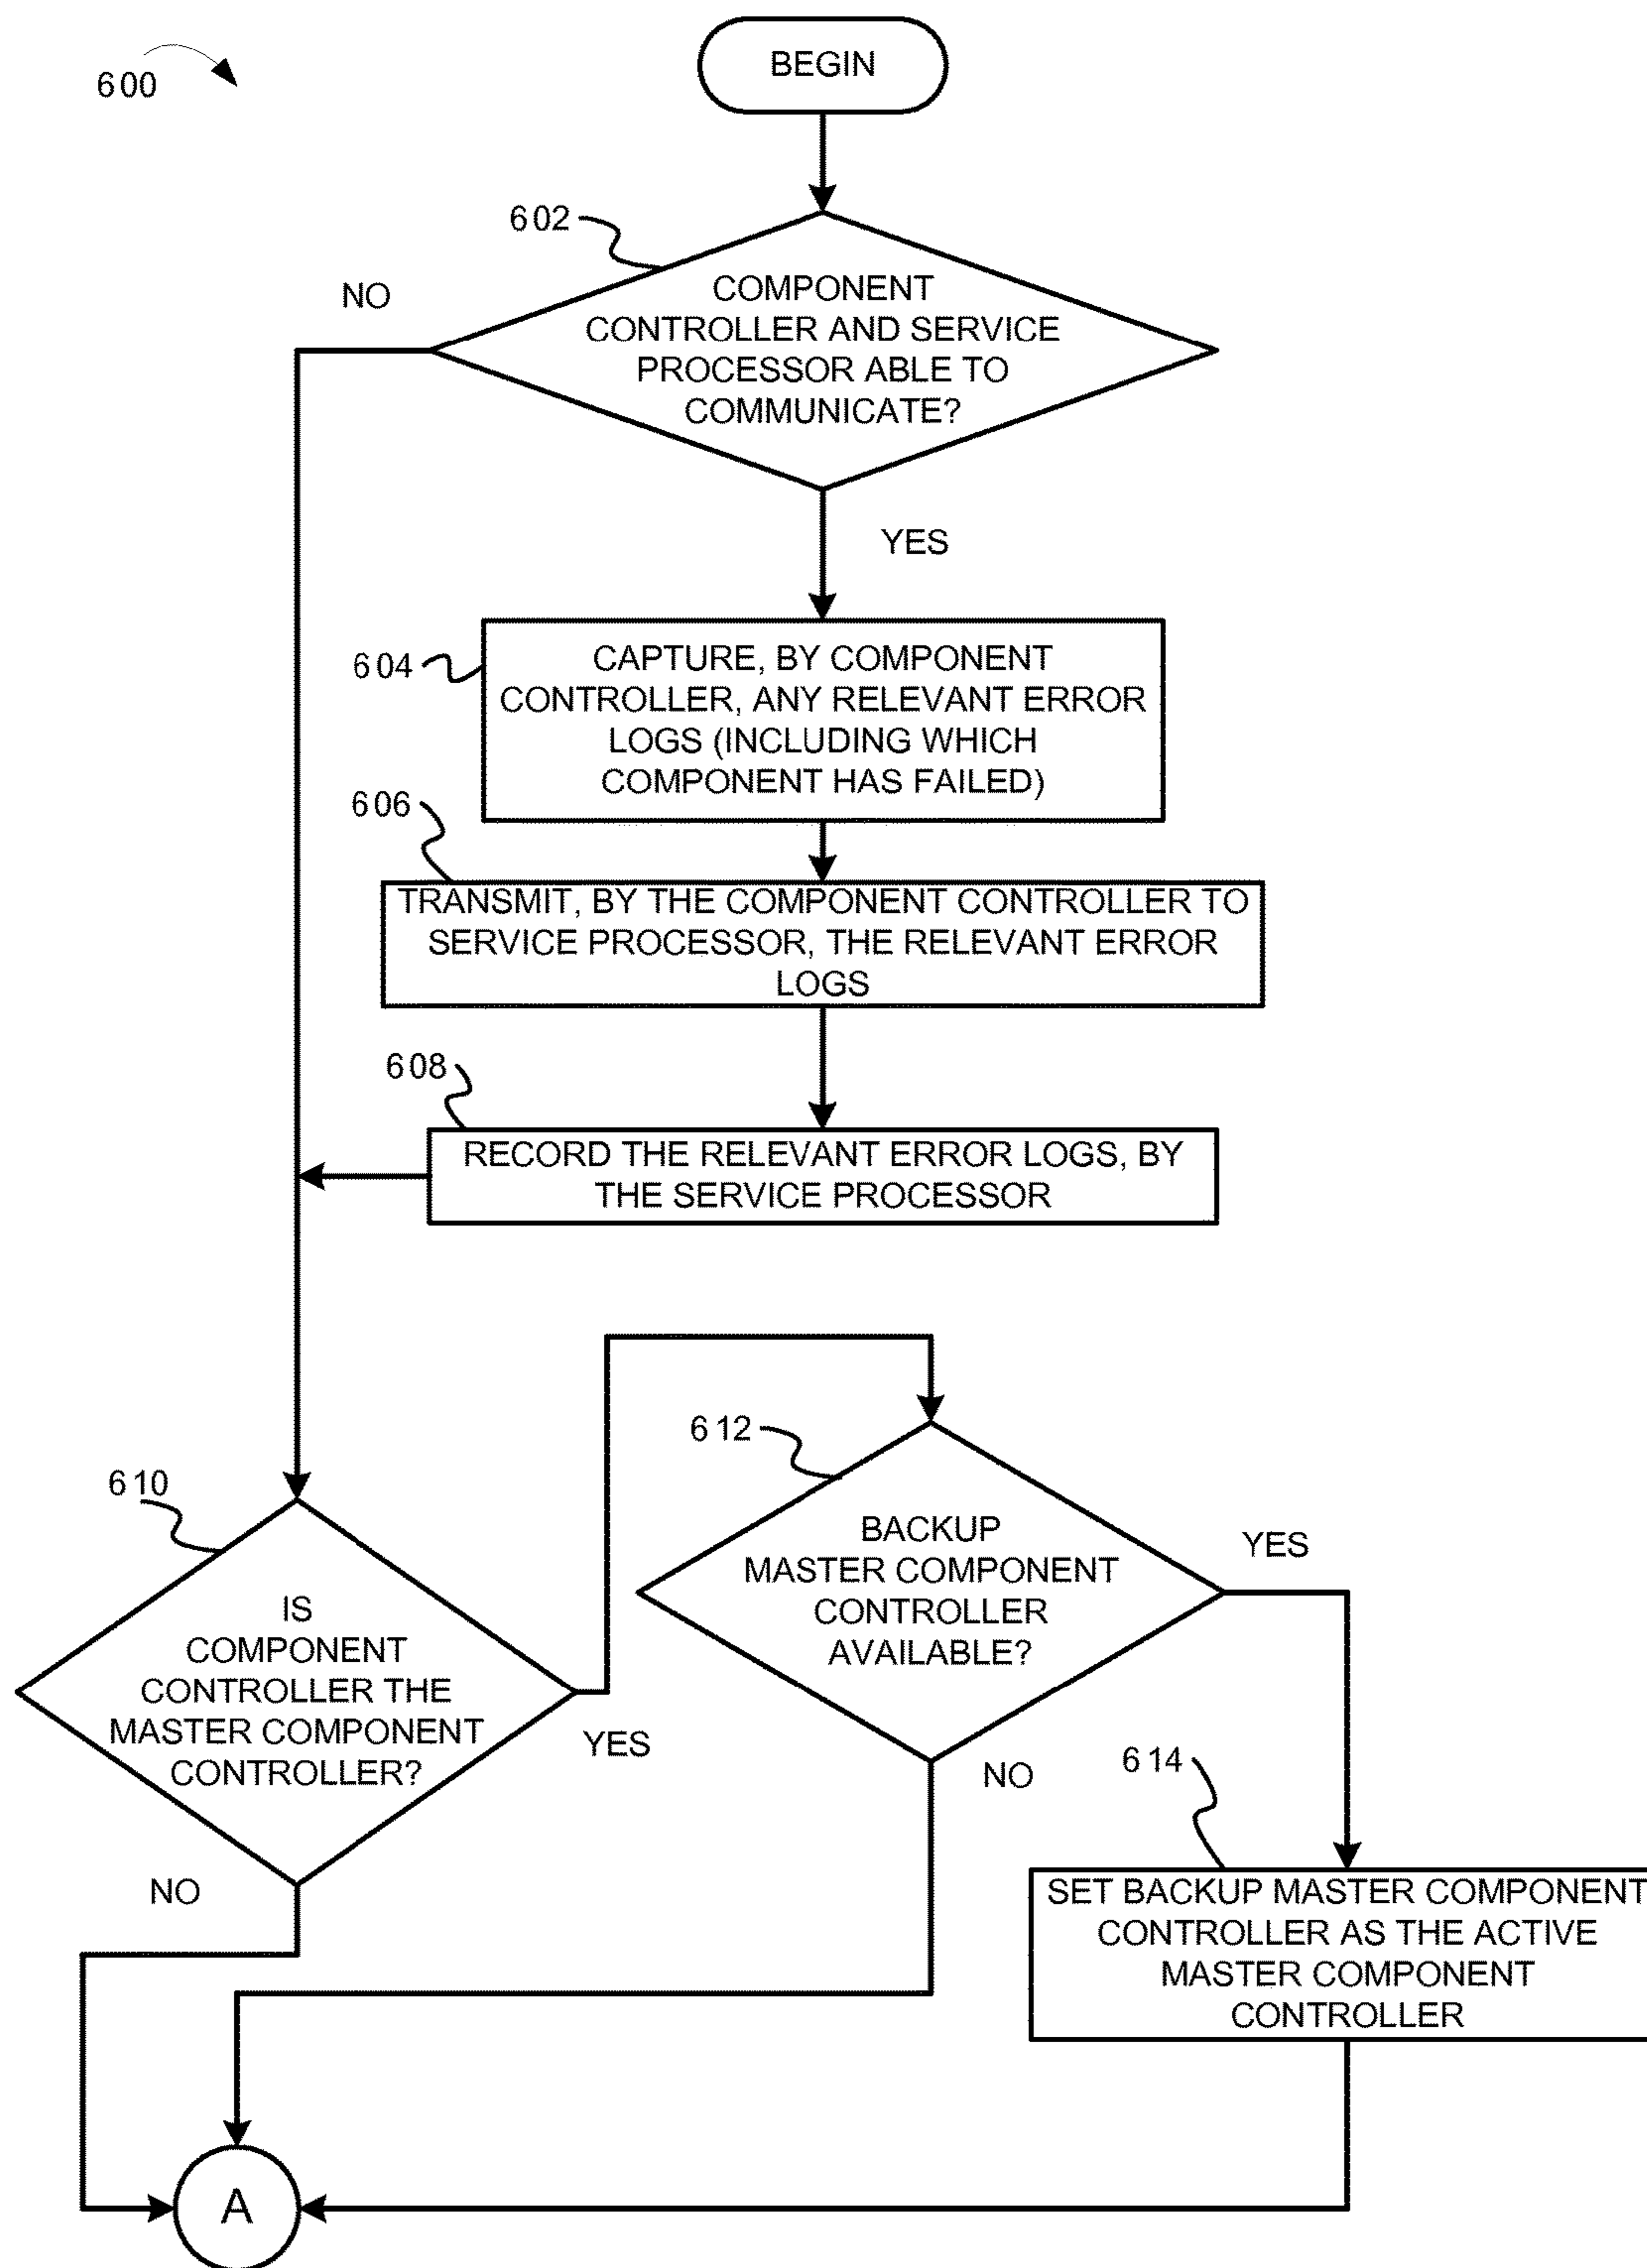 600
BEGIN
602
NO
COMPONENT
CONTROLLER AND SERVICE
PROCESSOR ABLE TO
COMMUNICATE?
YES
604
CAPTURE, BY COMPONENT
CONTROLLER, ANY RELEVANT ERROR
LOGS (INCLUDING WHICH
COMPONENT HAS FAILED)
606
TRANSMIT, BY THE COMPONENT CONTROLLER TO
SERVICE PROCESSOR, THE RELEVANT ERROR
LOGS
608
RECORD THE RELEVANT ERROR LOGS, BY
THE SERVICE PROCESSOR
610
IS
COMPONENT
CONTROLLER THE
MASTER COMPONENT
CONTROLLER?
YES
NO
612
BACKUP
MASTER COMPONENT
CONTROLLER
AVAILABLE?
YES
NO
614
SET BACKUP MASTER COMPONENT
CONTROLLER AS THE ACTIVE
MASTER COMPONENT
CONTROLLER
A